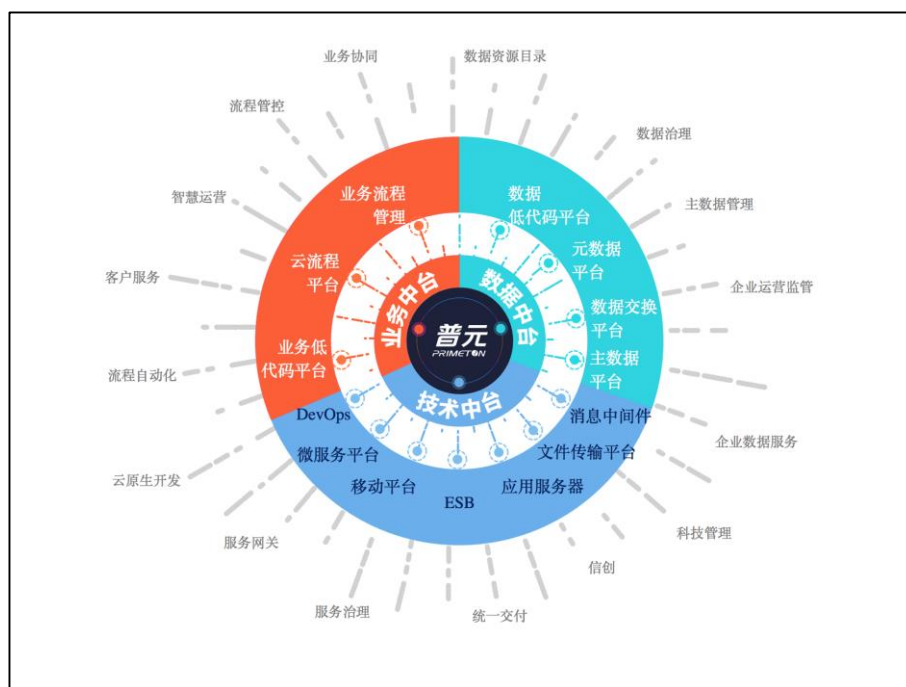 业务协同
数据资源目录
流程管控
数据治理
智慧运营
主数据管理
客户服务
企业运营监管
流程自动化
企业数据服务
云原生开发
科技管理
服务网关
信创
服务治理
统一交付
业务流程
管理
云流程
平台
业务低
代码平台
数据
低代码平台
元数据
平台
数据交换
平台
主数据
平台
DevOps
微服务平台
移动平台
ESB
应用服务器
文件传输平台
消息中间件
业务中台
数据中台
技术中台
普元
PRIMETON